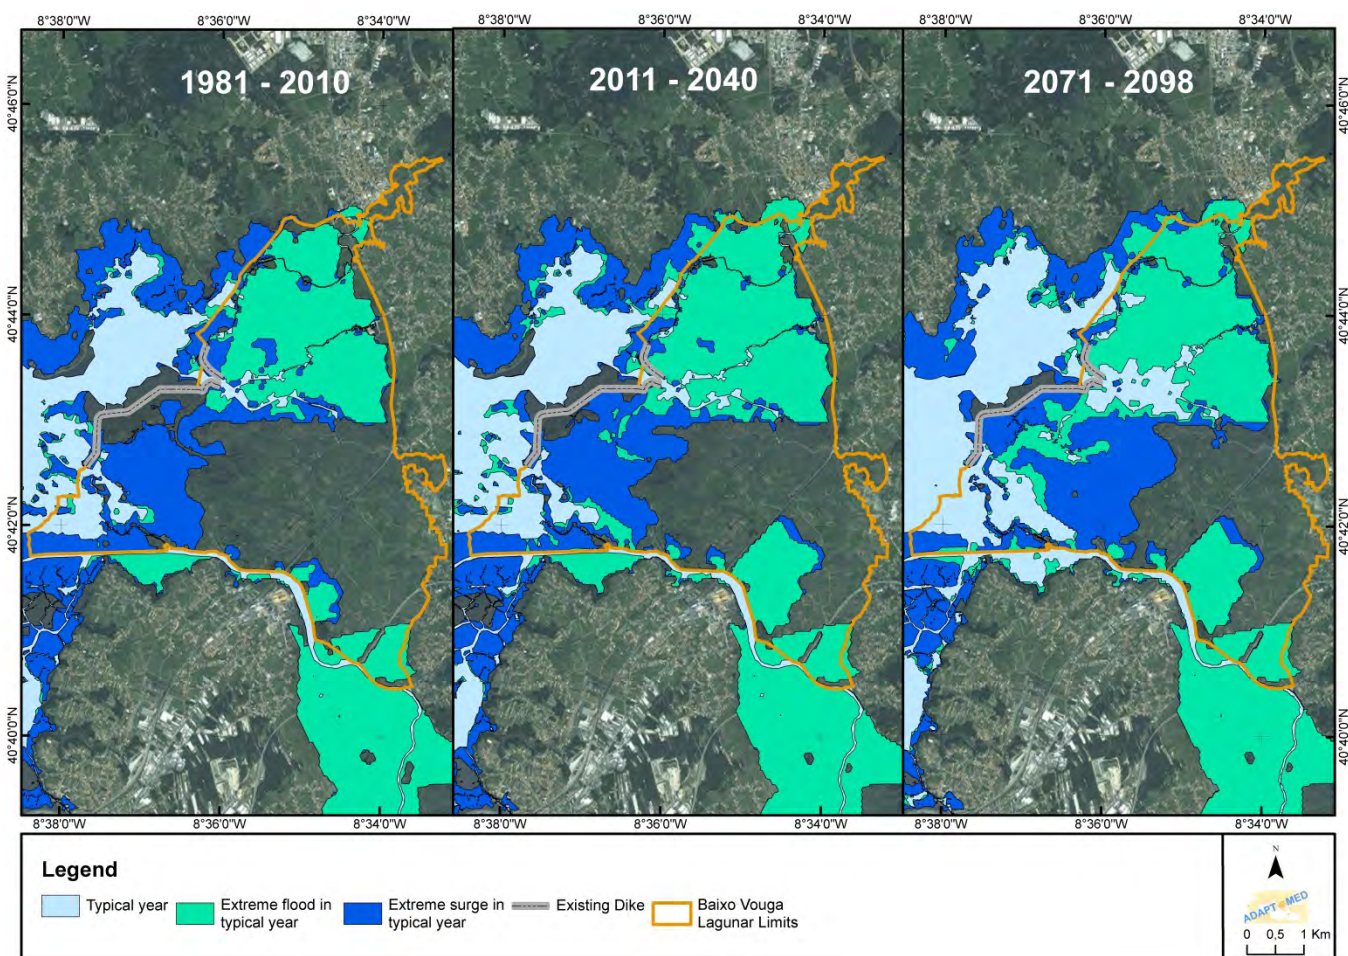 8°38'0"W 8°36'0"W 8°34'0"W 8°38'0"W 8°36'0"W 8°34'0"W 8°38'0"W 8°36'0"W 8°34'0"W
1981 - 2010 2011 - 2040 2071 - 2098
40°46'0"N 40°46'0"N
40°44'0"N 40°44'0"N
40°42'0"N 40°42'0"N
40°40'0"N 40°40'0"N
8°38'0"W 8°36'0"W 8°34'0"W 8°38'0"W 8°36'0"W 8°34'0"W 8°38'0"W 8°36'0"W 8°34'0"W
Legend
Typical year
Extreme flood in
typical year
Extreme surge in
typical year
Existing Dike
Baixo Vouga
Lagunar Limits
N
ADAPT MED
0 0,5 1 Km